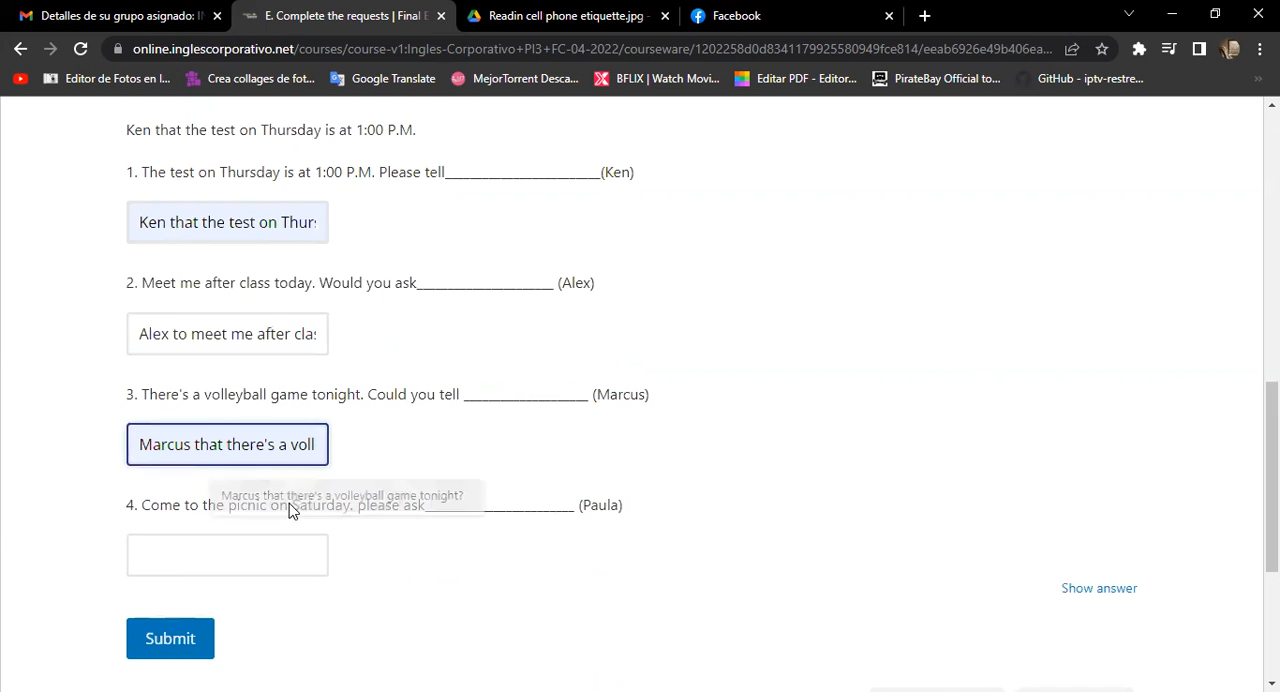 Detalles de su grupo asignado: I
E. Complete the requests | Final E
Readin cell phone etiquette.jpg -
Facebook
online.inglescorporativo.net/courses/course-v1:Ingles-Corporativo+PI3+FC-04-2022/courseware/1202258d0d8341179925580949fce814/eeab6926e49b406ea...
Editor de Fotos en l...
Crea collages de fot...
Google Translate
MejorTorrent Desca...
BFLIX | Watch Movi...
Editar PDF - Editor...
PirateBay Official to...
GitHub - iptv-restre...
Ken that the test on Thursday is at 1:00 P.M.
1. The test on Thursday is at 1:00 P.M. Please tell______________________(Ken)
Ken that the test on Thurs
2. Meet me after class today. Would you ask___________________ (Alex)
Alex to meet me after clas
3. There's a volleyball game tonight. Could you tell _________________ (Marcus)
Marcus that there's a voll
Marcus that there's a volleyball game tonight?
4. Come to the picnic on Saturday, please ask_____________________ (Paula)
Show answer
Submit